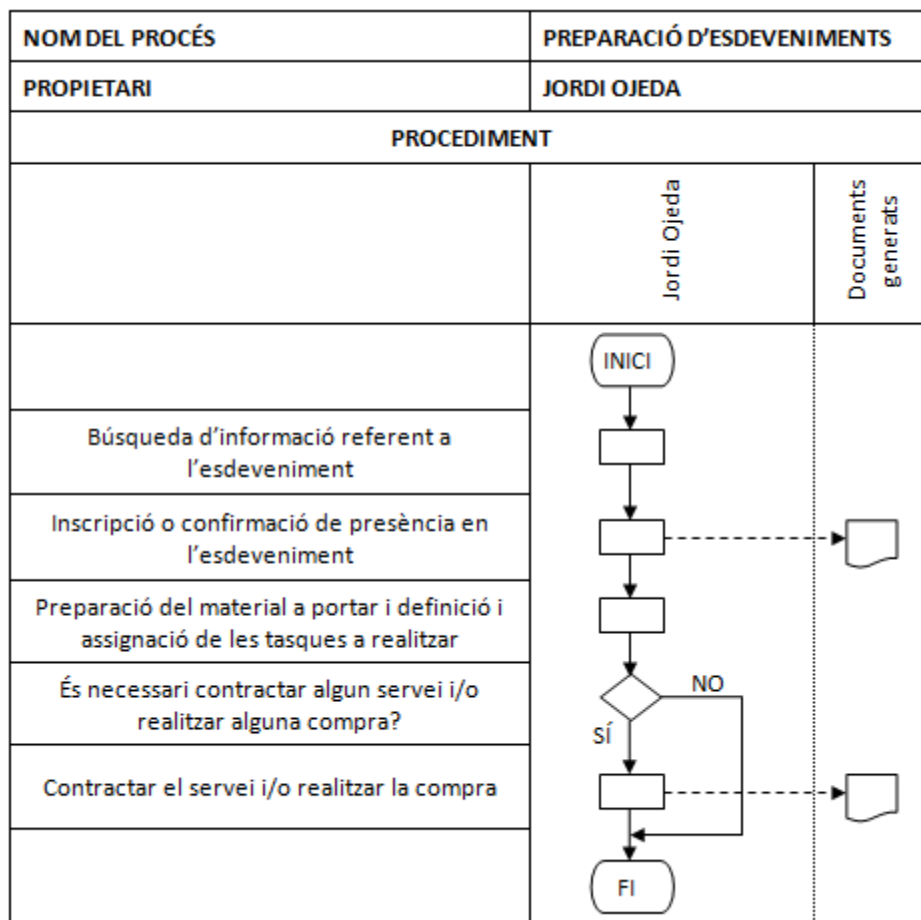 NOM DEL PROCÉS
PREPARACIÓ D'ESDEVENIMENTS
PROPIETARI
JORDI OJEDA
PROCEDIMENT
Jordi Ojeda
Documents
generats
INICI
Búsqueda d'informació referent a
l'esdeveniment
Inscripció o confirmació de presència en
l'esdeveniment
Preparació del material a portar i definició i
assignació de les tasques a realitzar
És necessari contractar algun servei i/o
realitzar alguna compra?
NO
SÍ
Contractar el servei i/o realitzar la compra
FI